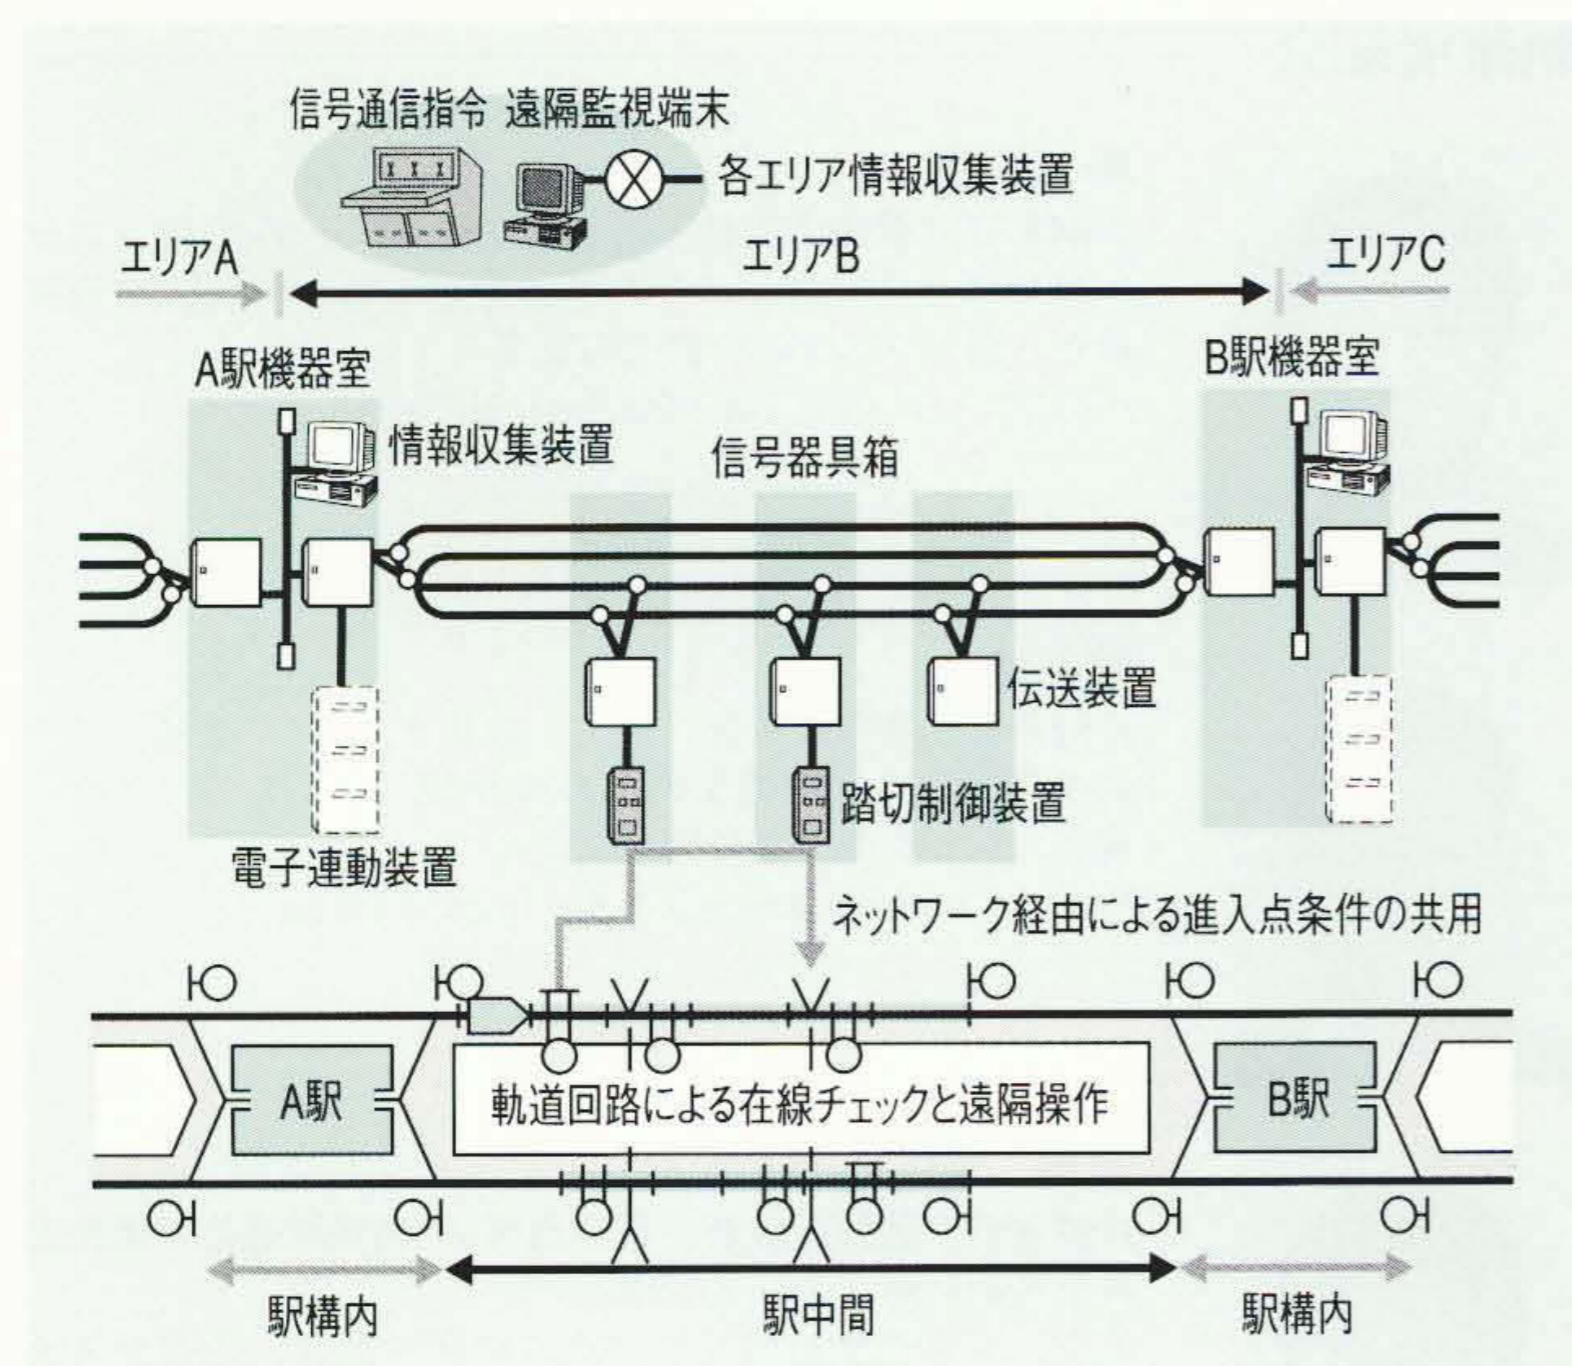 信号通信指令 遠隔監視端末
各エリア情報収集装置
エリアA
エリアB
エリアC
A駅機器室
B駅機器室
情報収集装置
信号器具箱
伝送装置
踏切制御装置
電子連動装置
ネットワーク経由による進入点条件の共用
A駅
軌道回路による在線チェックと遠隔操作
B駅
駅構内
駅中間
駅構内